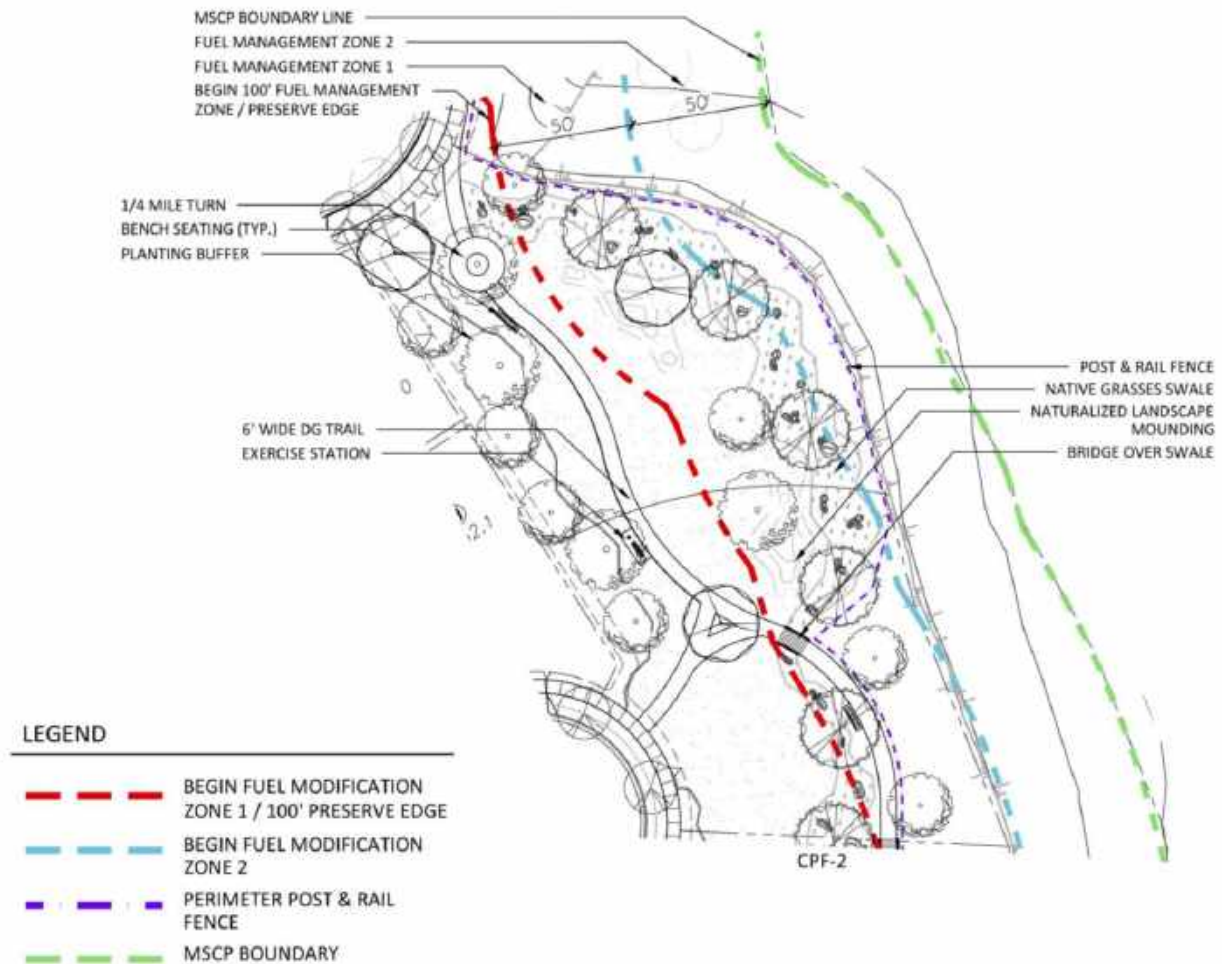 MSCP BOUNDARY LINE
FUEL MANAGEMENT ZONE 2
FUEL MANAGEMENT ZONE 1
BEGIN 100' FUEL MANAGEMENT
ZONE / PRESERVE EDGE
50'
50'
1/4 MILE TURN
BENCH SEATING (TYP.)
PLANTING BUFFER
POST & RAIL FENCE
NATIVE GRASSES SWALE
NATURALIZED LANDSCAPE
MOUNDING
BRIDGE OVER SWALE
6' WIDE DG TRAIL
EXERCISE STATION
CPF-2
LEGEND
BEGIN FUEL MODIFICATION
ZONE 1 / 100' PRESERVE EDGE
BEGIN FUEL MODIFICATION
ZONE 2
PERIMETER POST & RAIL
FENCE
MSCP BOUNDARY